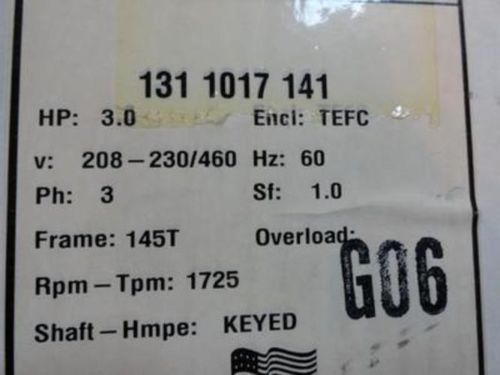 131 1017 141
HP: 3.0 Encl: TEFC
v: 208-230/460 Hz: 60
Ph: 3 Sf: 1.0
Frame: 145T Overload:
G06
Rpm-Tpm: 1725
Shaft-Hmpe: KEYED